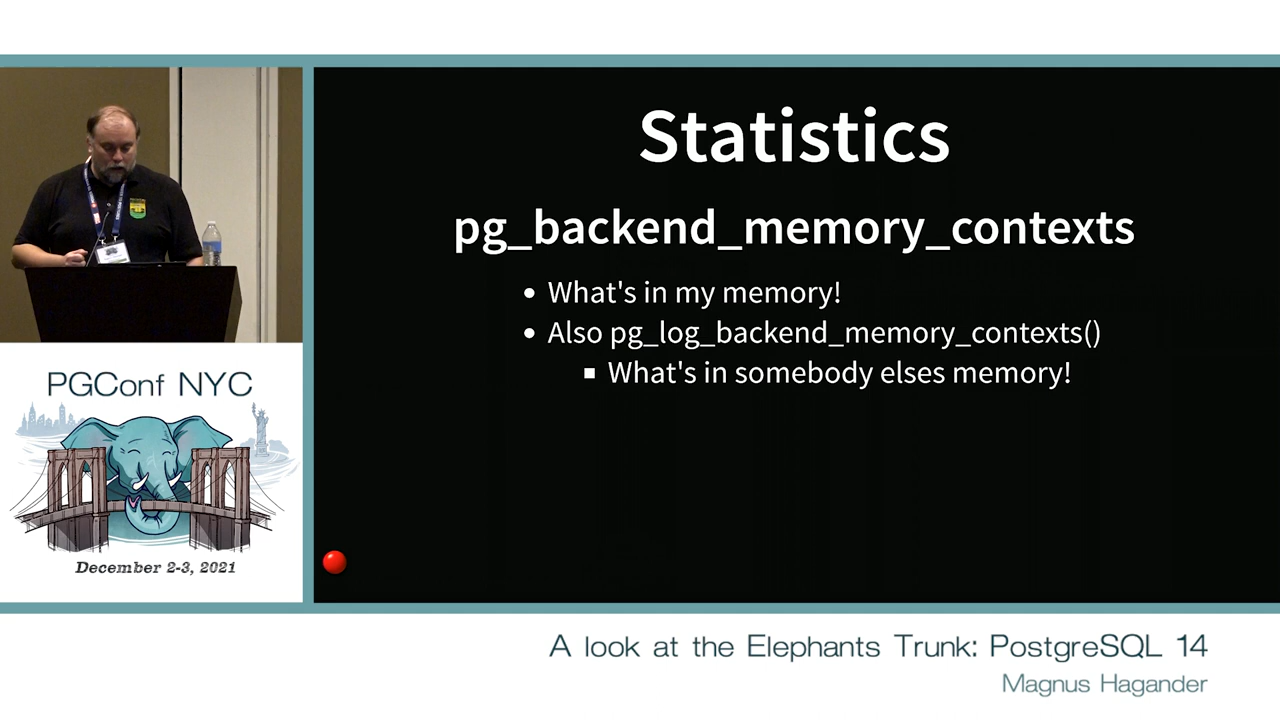 Statistics
pg_backend_memory_contexts
What's in my memory!
Also pg_log_backend_memory_contexts()
What's in somebody elses memory!
PGConf NYC
December 2-3, 2021
A look at the Elephants Trunk: PostgreSQL 14
Magnus Hagander